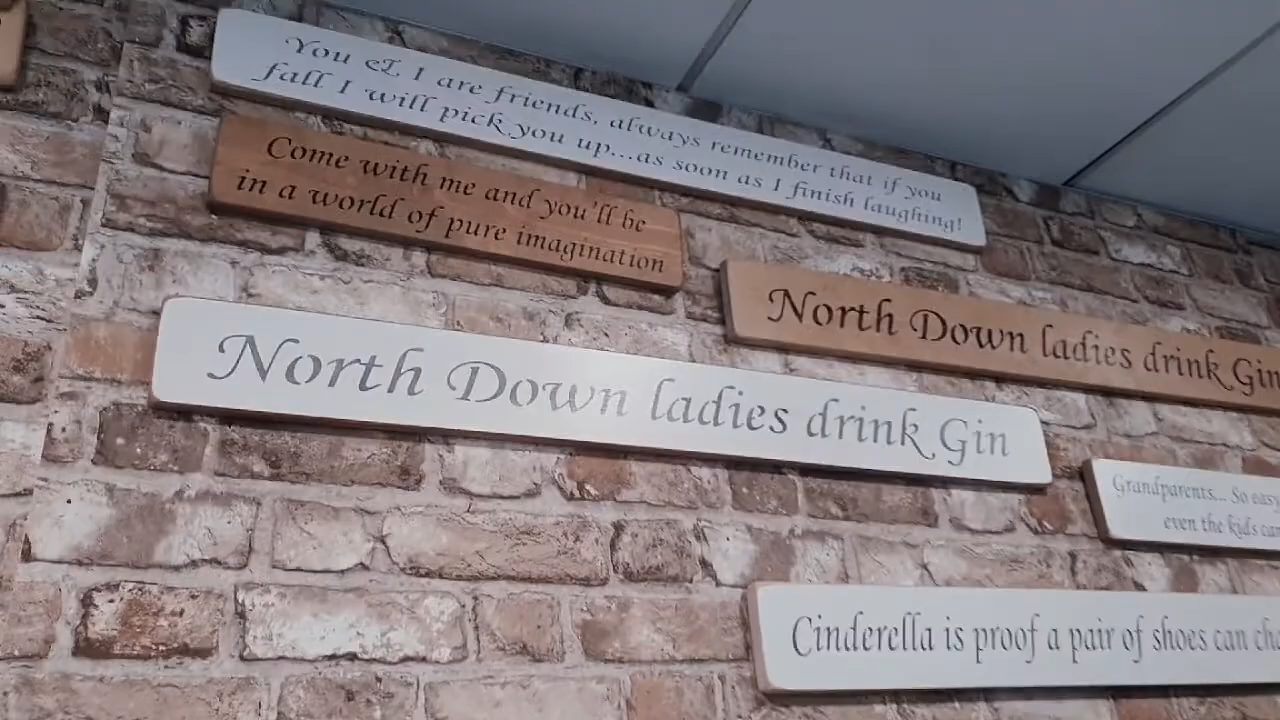 You & I are friends, always remember that if you
fall I will pick you up...as soon as I finish laughing!
Come with me and you'll be
in a world of pure imagination
North Down ladies drink Gin
North Down ladies drink Gin
Grandparents... So easy
even the kids
Cinderella is proof a pair of shoes can